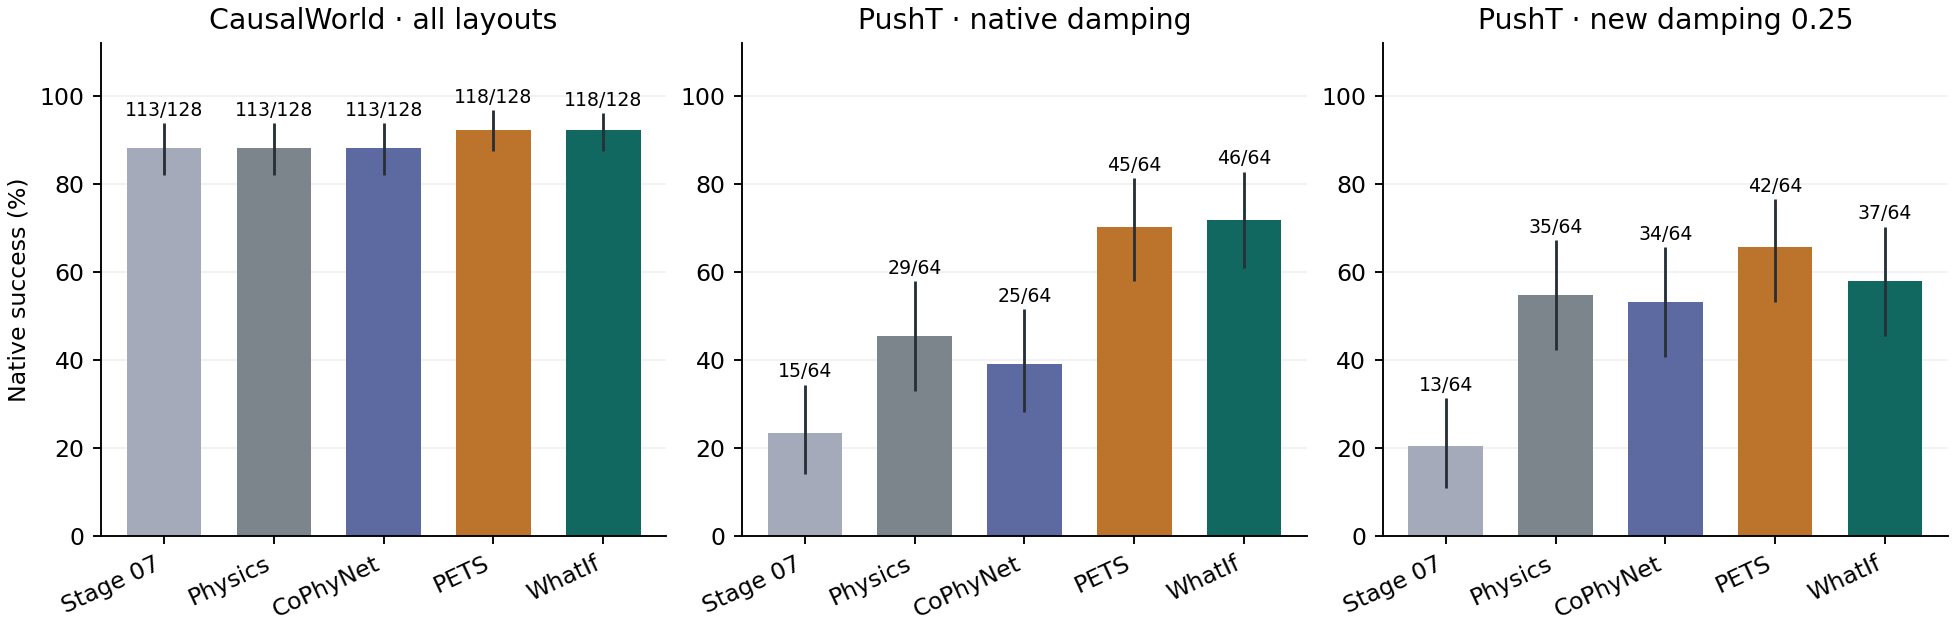 CausalWorld · all layouts
Native success (%)
100
80
60
40
20
0
113/128
113/128
113/128
118/128
118/128
Stage 07
Physics
CoPhyNet
PETS
WhatIf
PushT · native damping
100
80
60
40
20
0
15/64
29/64
25/64
45/64
46/64
Stage 07
Physics
CoPhyNet
PETS
WhatIf
PushT · new damping 0.25
100
80
60
40
20
0
13/64
35/64
34/64
42/64
37/64
Stage 07
Physics
CoPhyNet
PETS
WhatIf